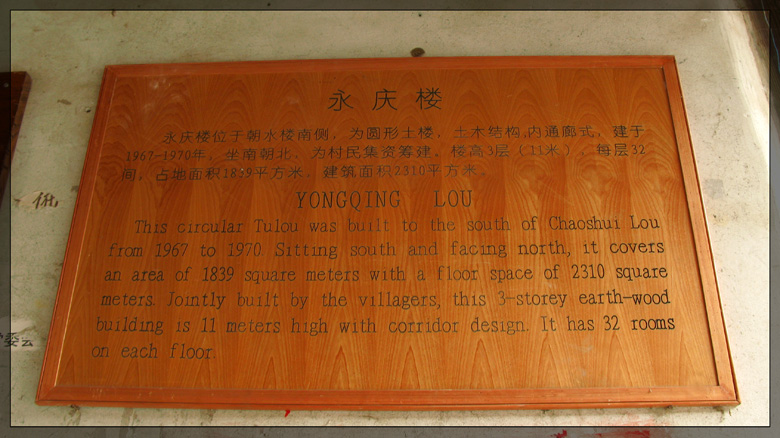 永庆楼
永庆楼位于朝水楼南侧，为圆形土楼，土木结构,内通廊式，建于
1967-1970年，坐南朝北，为村民集资筹建，楼高3层（11米），每层32
间，占地面积1839平方米，建筑面积2310平方米。
YONGQING LOU
This circular Tulou was built to the south of Chaoshui Lou
from 1967 to 1970. Sitting south and facing north, it covers
an area of 1839 square meters with a floor space of 2310 square
meters. Jointly built by the villagers, this 3-storey earth-wood
building is 11 meters high with corridor design. It has 32 rooms
on each floor.